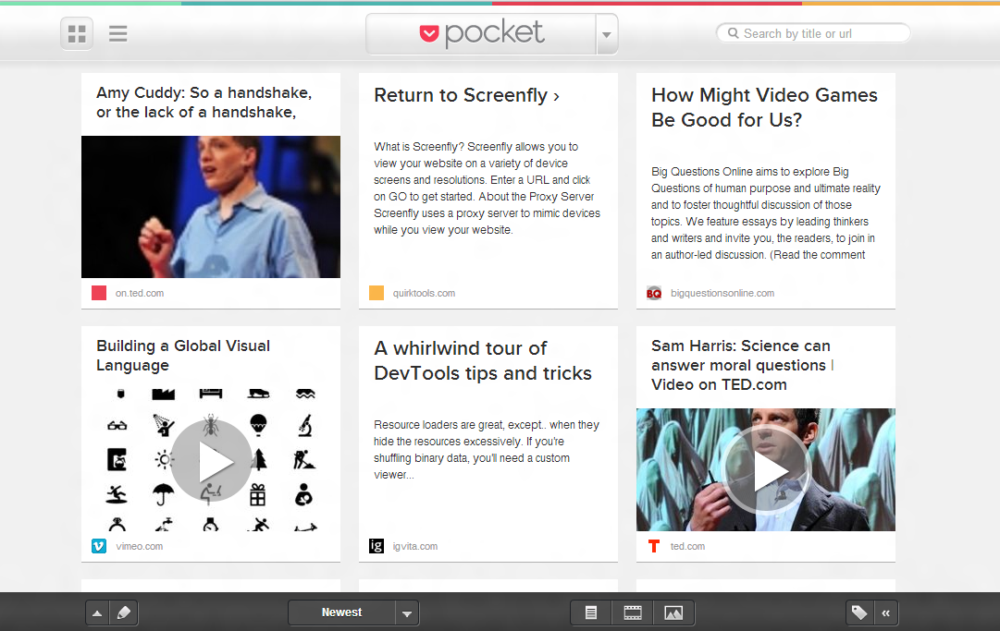 pocket
Search by title or url
Amy Cuddy: So a handshake,
or the lack of a handshake,
on.ted.com
Return to Screenfly ›
What is Screenfly? Screenfly allows you to
view your website on a variety of device
screens and resolutions. Enter a URL and click
on GO to get started. About the Proxy Server
Screenfly uses a proxy server to mimic devices
while you view your website.
quirktools.com
How Might Video Games
Be Good for Us?
Big Questions Online aims to explore Big
Questions of human purpose and ultimate reality
and to foster thoughtful discussion of those
topics. We feature essays by leading thinkers
and writers and invite you, the readers, to join in
an author-led discussion. (Read the comment
BQ
bigquestionsonline.com
Building a Global Visual
Language
vimeo.com
A whirlwind tour of
DevTools tips and tricks
Resource loaders are great, except.. when they
hide the resources excessively. If you're
shuffling binary data, you'll need a custom
viewer...
ig
igvita.com
Sam Harris: Science can
answer moral questions |
Video on TED.com
T
ted.com
Newest
«